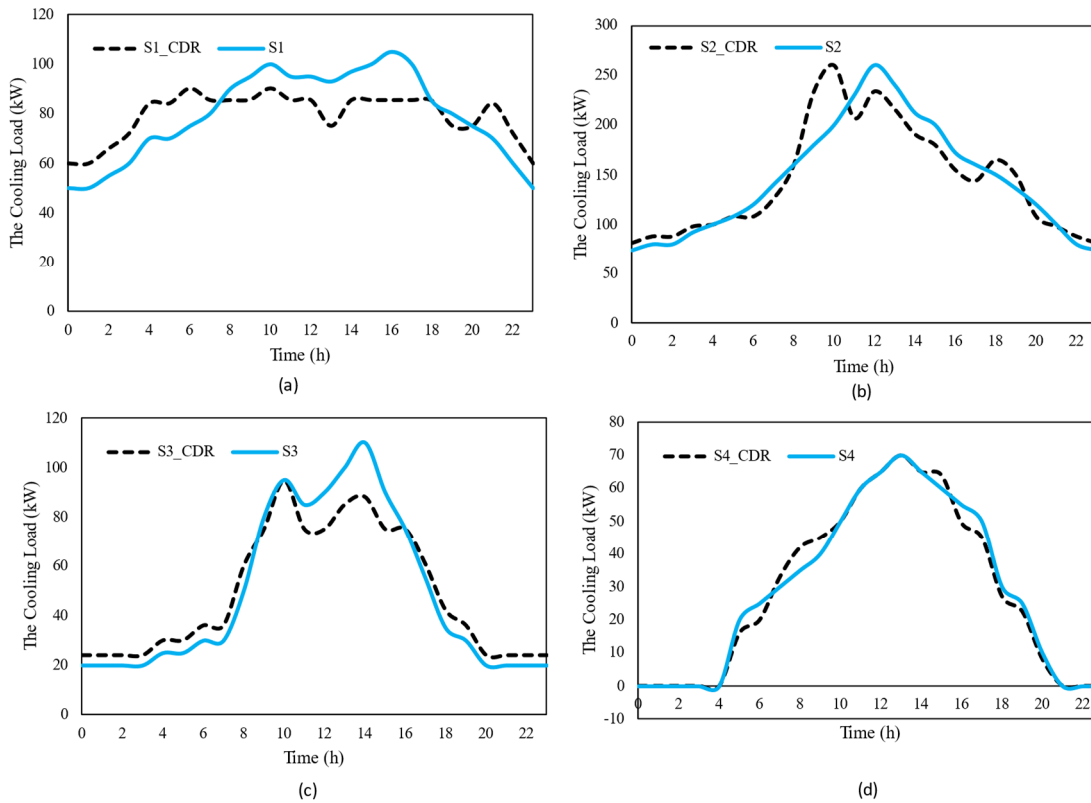 120
100
80
60
40
20
0
S1_CDR S1
The Cooling Load (kW)
0 2 4 6 8 10 12 14 16 18 20 22
Time (h)
(a)
300
250
200
150
100
50
0
S2_CDR S2
The Cooling Load (kW)
0 2 4 6 8 10 12 14 16 18 20 22
Time (h)
(b)
120
100
80
60
40
20
0
S3_CDR S3
The Cooling Load (kW)
0 2 4 6 8 10 12 14 16 18 20 22
Time (h)
(c)
70
60
50
40
30
20
10
0
-10
S4_CDR S4
The Cooling Load (kW)
0 2 4 6 8 10 12 14 16 18 20 22
Time (h)
(d)